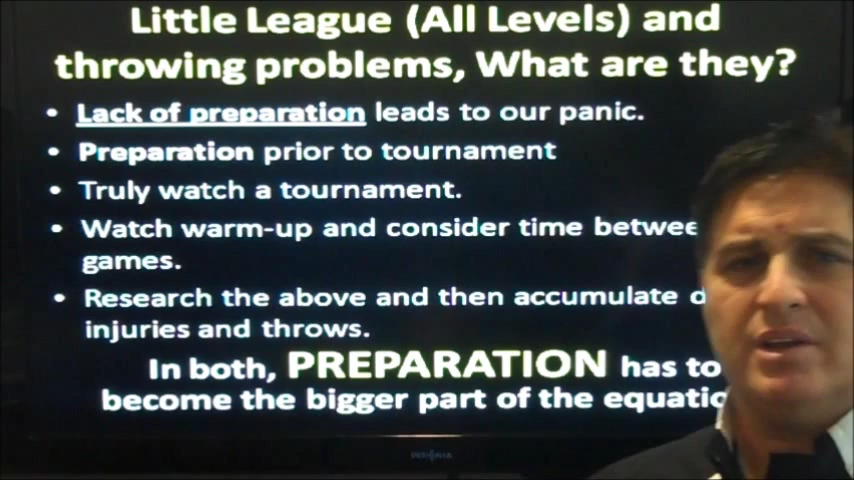 Little League (All Levels) and
throwing problems, What are they?
• Lack of preparation leads to our panic.
• Preparation prior to tournament
• Truly watch a tournament.
• Watch warm-up and consider time betwee
games.
• Research the above and then accumulate d
injuries and throws.
In both, PREPARATION has to
become the bigger part of the equatio
INSIGNIA